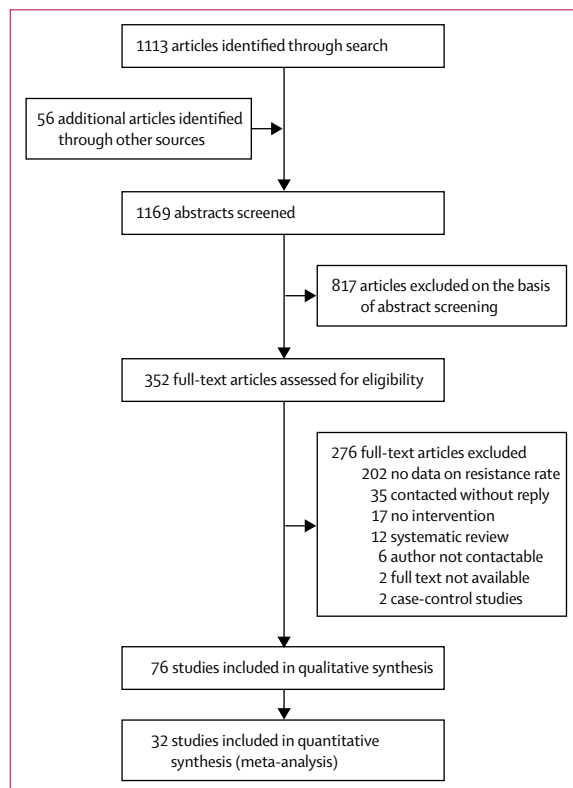 1113 articles identified through search
56 additional articles identified
through other sources
1169 abstracts screened
817 articles excluded on the basis
of abstract screening
352 full-text articles assessed for eligibility
276 full-text articles excluded
202 no data on resistance rate
35 contacted without reply
17 no intervention
12 systematic review
6 author not contactable
2 full text not available
2 case-control studies
76 studies included in qualitative synthesis
32 studies included in quantitative
synthesis (meta-analysis)